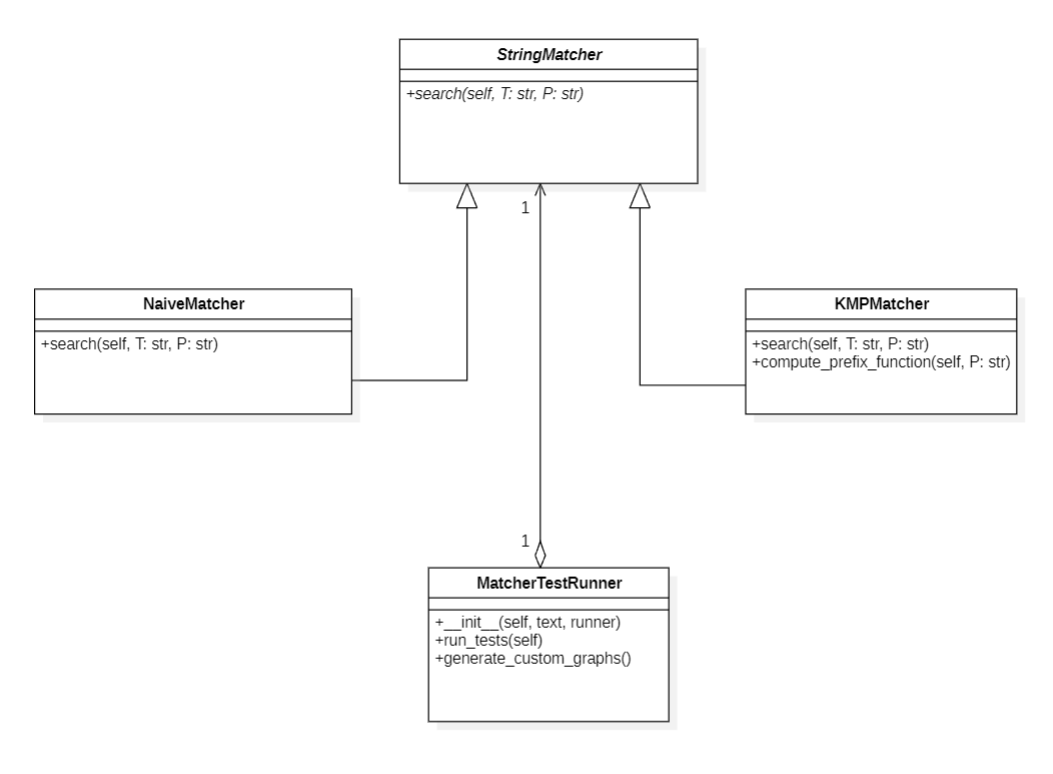 StringMatcher
+search(self, T: str, P: str)
1
NaiveMatcher
+search(self, T: str, P: str)
KMPMatcher
+search(self, T: str, P: str)
+compute_prefix_function(self, P: str)
1
MatcherTestRunner
+__init__(self, text, runner)
+run_tests(self)
+generate_custom_graphs()